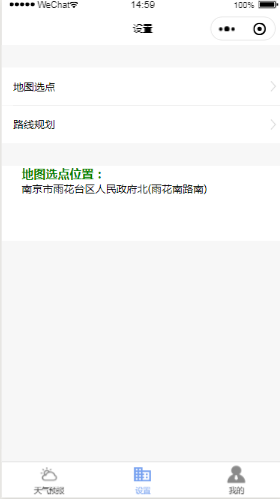 WeChat 14:59 100%
设置
地图选点
路线规划
地图选点位置：
南京市雨花台区人民政府北(雨花南路南)
天气预报 设置 我的